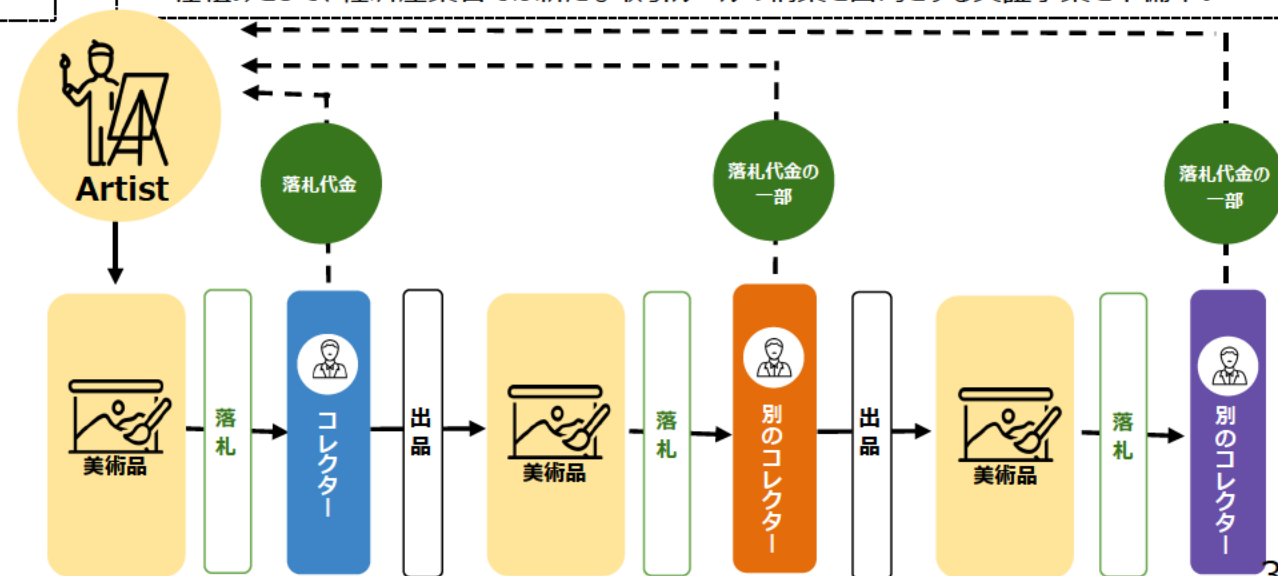 Artist
落札代金
落札代金の
一部
落札代金の
一部
美術品
落札
コレクター
出品
美術品
落札
別のコレクター
出品
美術品
落札
別のコレクター